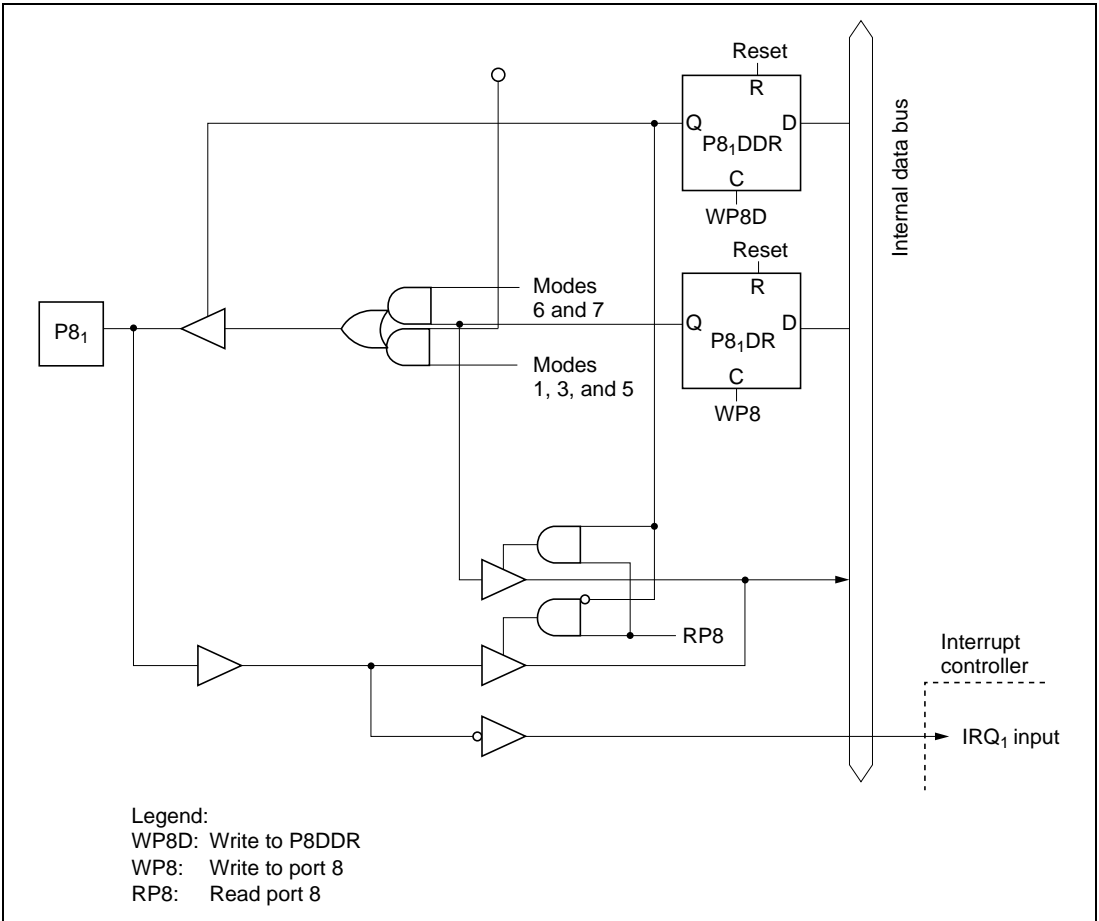 Reset
R
Q
D
P8₁DDR
C
WP8D
Internal data bus
Reset
R
Modes
6 and 7
Q
D
P8₁
P8₁DR
Modes
1, 3, and 5
C
WP8
RP8
Interrupt
controller
IRQ₁ input
Legend:
WP8D: Write to P8DDR
WP8: Write to port 8
RP8: Read port 8